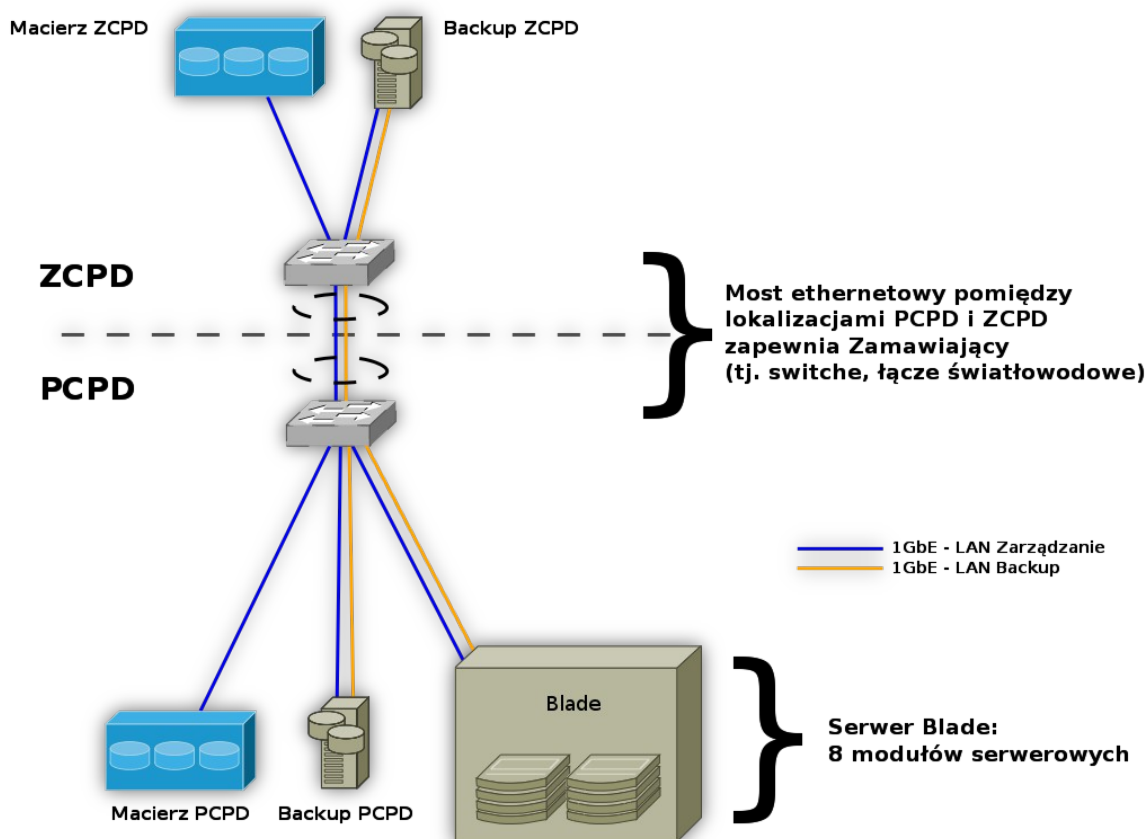 Macierz ZCPD
Backup ZCPD
ZCPD
Most ethernetowy pomiędzy
lokalizacjami PCPD i ZCPD
zapewnia Zamawiający
(tj. switche, łącze światłowodowe)
PCPD
1GbE - LAN Zarządzanie
1GbE - LAN Backup
Blade
Serwer Blade:
8 modułów serwerowych
Macierz PCPD
Backup PCPD